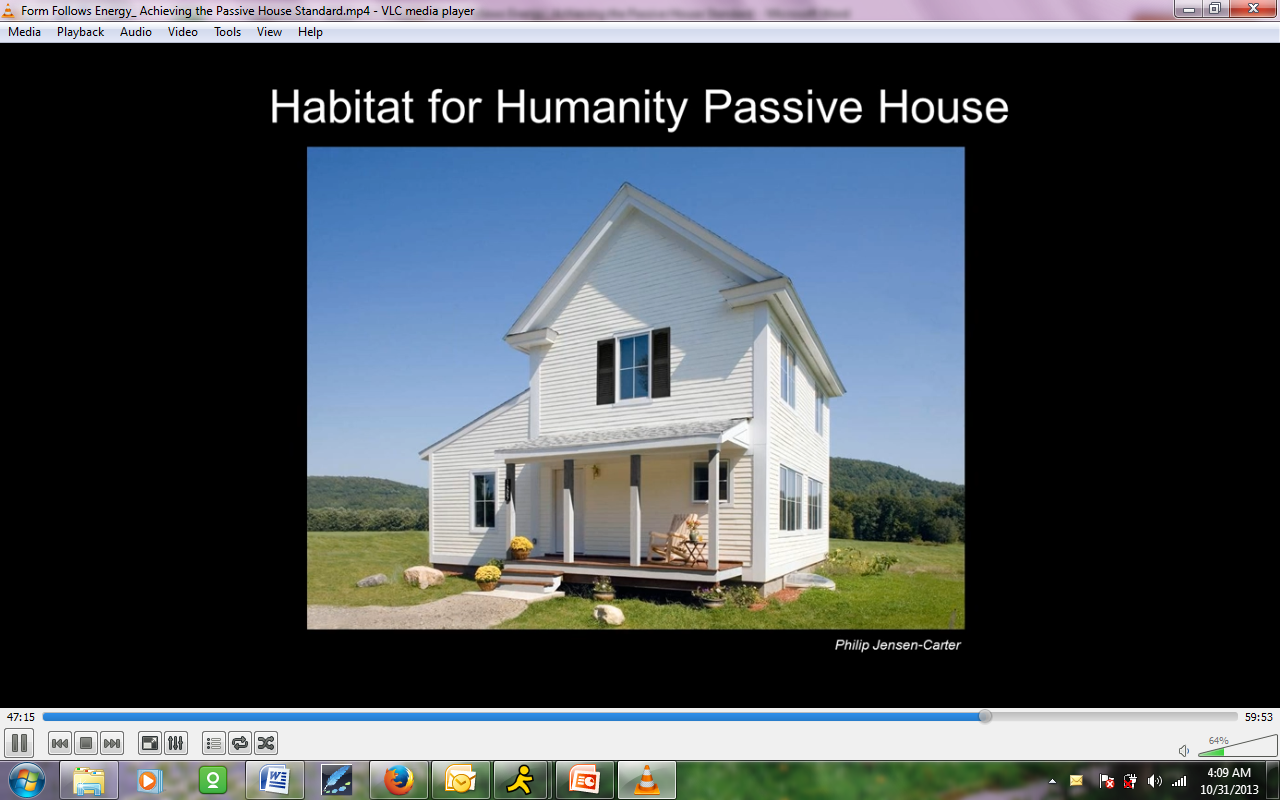 Form Follows Energy_ Achieving the Passive House Standard.mp4 - VLC media player
Media Playback Audio Video Tools View Help
Habitat for Humanity Passive House
Philip Jensen-Carter
47:15 59:53
64%
4:09 AM
10/31/2013